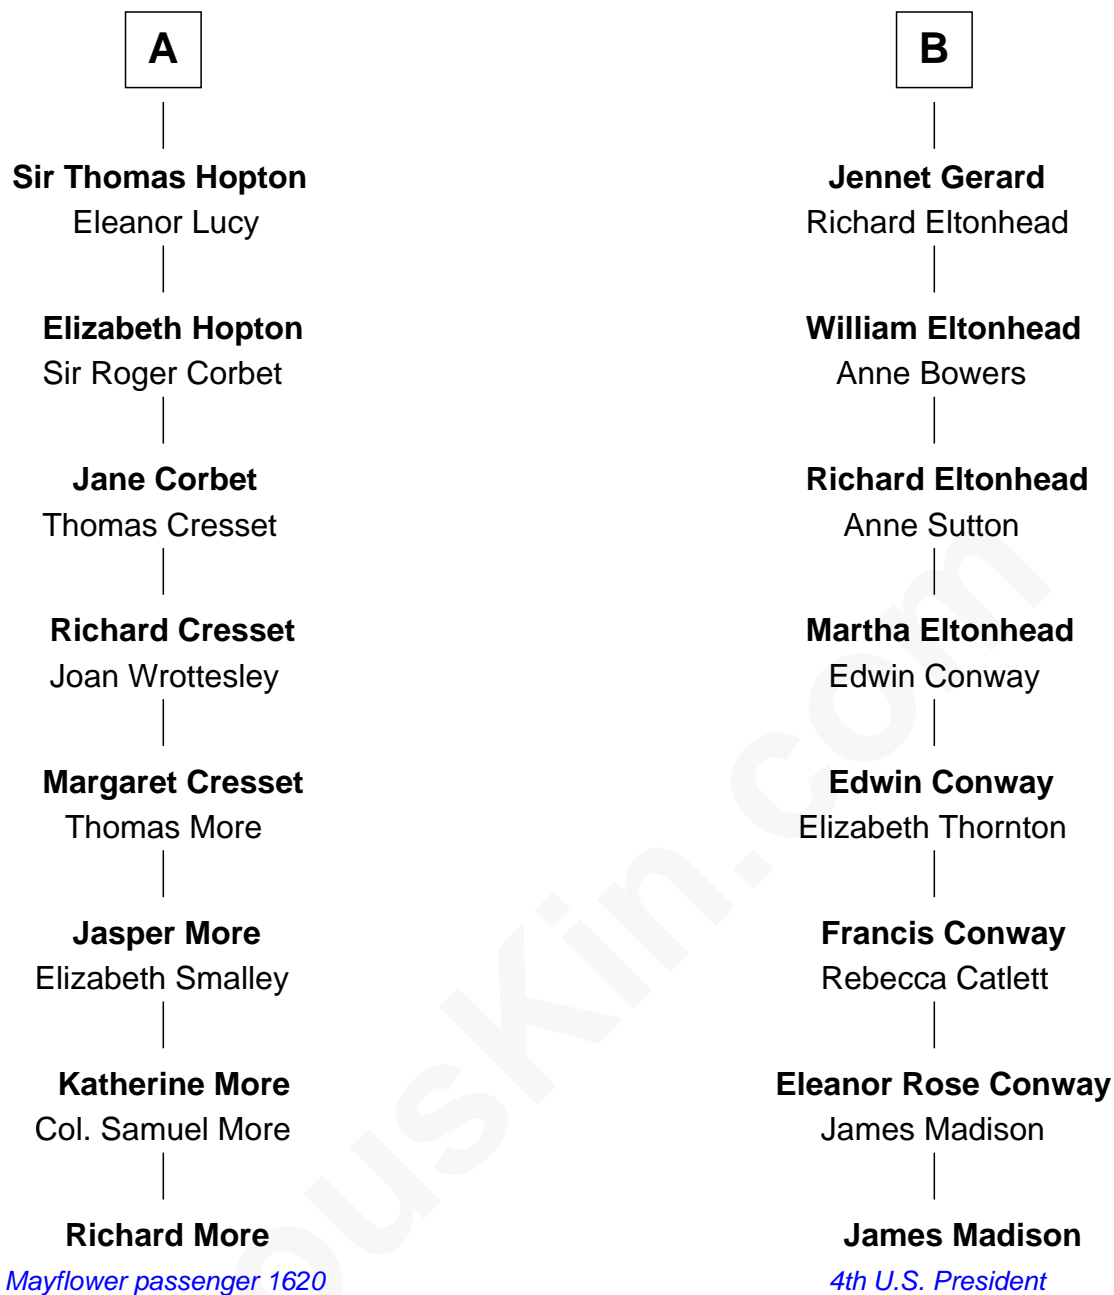 A
Sir Thomas Hopton
Eleanor Lucy
Elizabeth Hopton
Sir Roger Corbet
Jane Corbet
Thomas Cresset
Richard Cresset
Joan Wrottesley
Margaret Cresset
Thomas More
Jasper More
Elizabeth Smalley
Katherine More
Col. Samuel More
Richard More
Mayflower passenger 1620
B
Jennet Gerard
Richard Eltonhead
William Eltonhead
Anne Bowers
Richard Eltonhead
Anne Sutton
Martha Eltonhead
Edwin Conway
Edwin Conway
Elizabeth Thornton
Francis Conway
Rebecca Catlett
Eleanor Rose Conway
James Madison
James Madison
4th U.S. President
ousKin.com